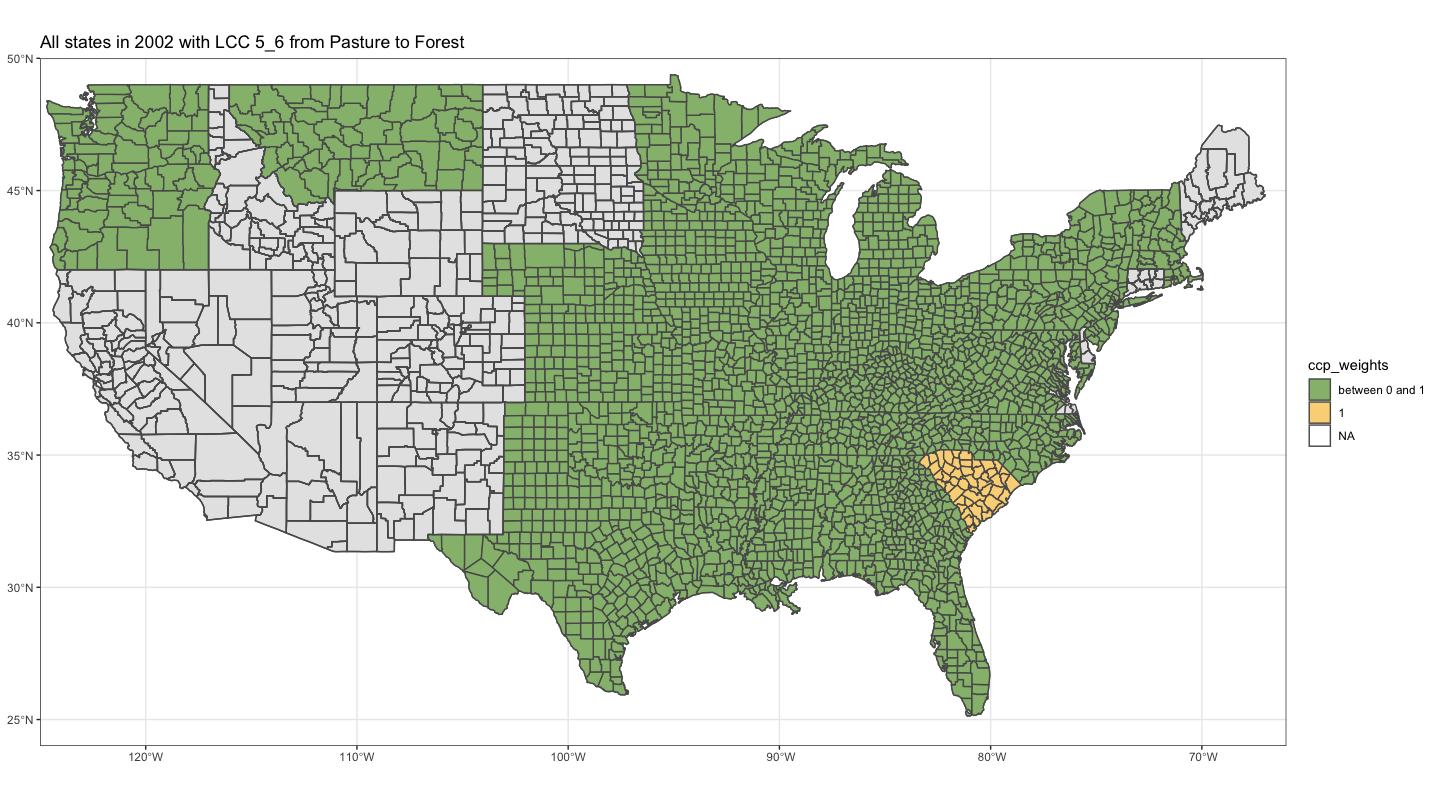 All states in 2002 with LCC 5_6 from Pasture to Forest
50°N
45°N
40°N
35°N
30°N
25°N
120°W
110°W
100°W
90°W
80°W
70°W
ccp_weights
between 0 and 1
1
NA